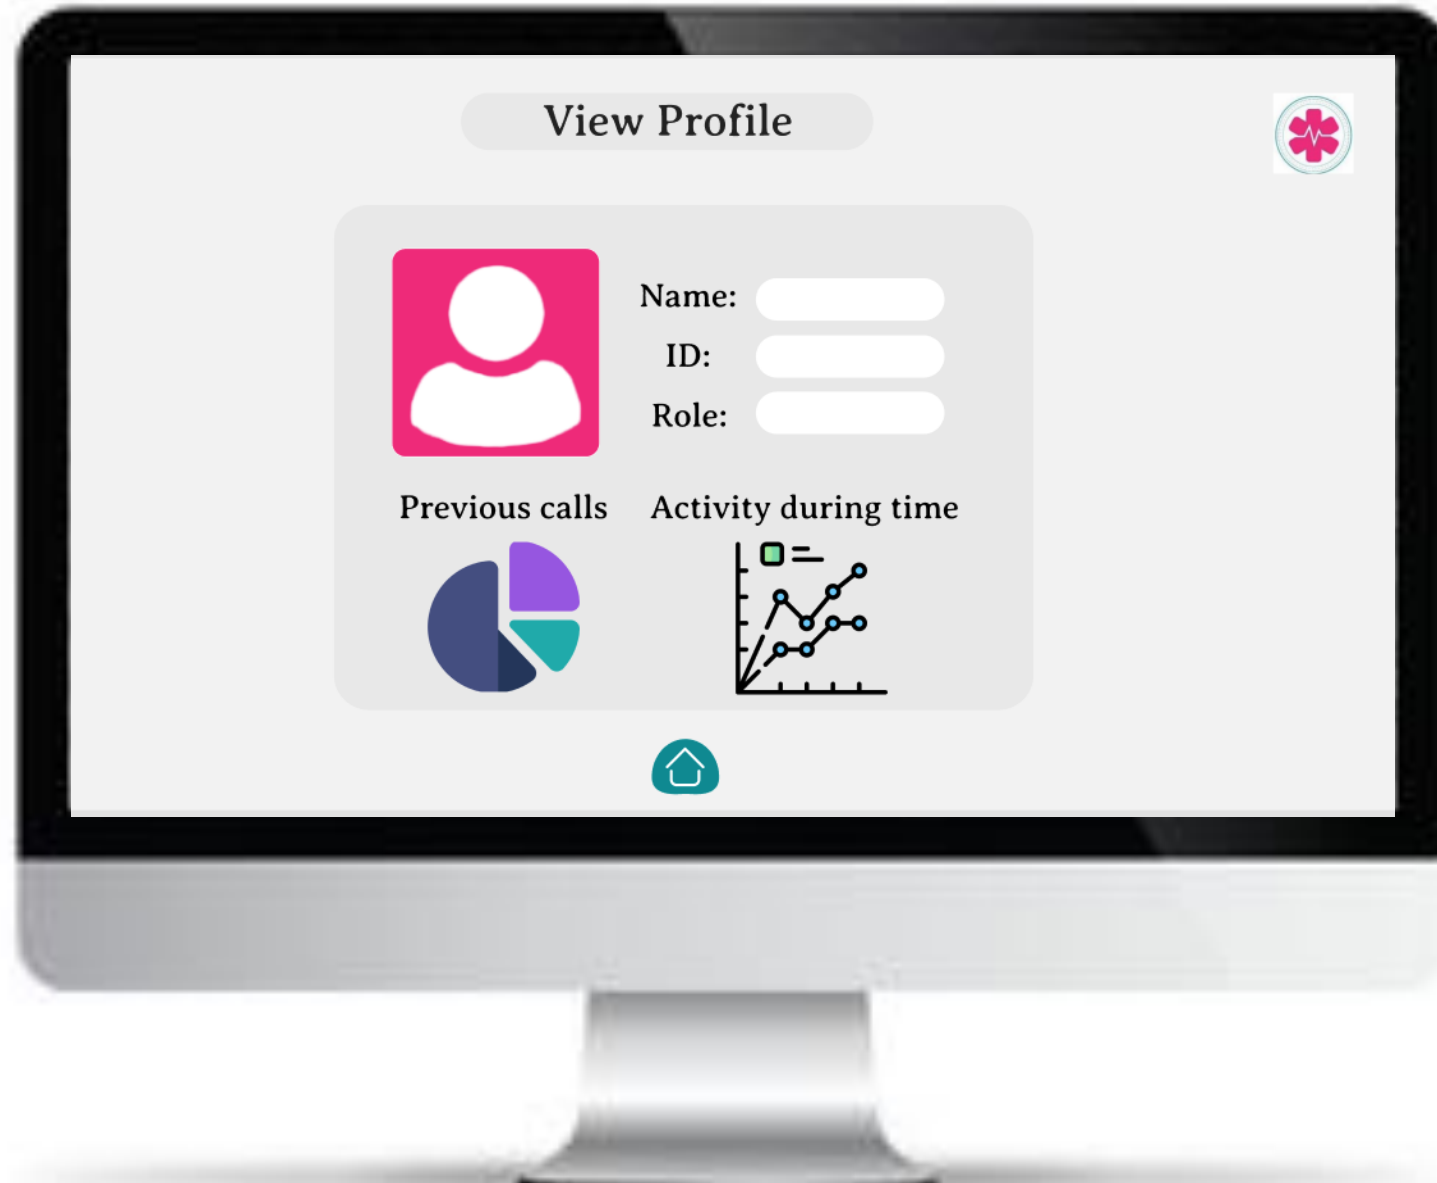 View Profile
Name:
ID:
Role:
Previous calls
Activity during time